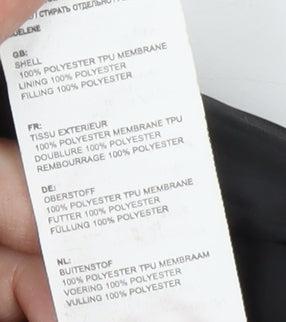 СТИРАТЬ ОТДЕЛЬНО
GB:
SHELL
100% POLYESTER TPU MEMBRANE
LINING 100% POLYESTER
FILLING 100% POLYESTER
FR:
TISSU EXTERIEUR
100% POLYESTER MEMBRANE TPU
DOUBLURE 100% POLYESTER
REMBOURRAGE 100% POLYESTER
DE:
OBERSTOFF
100% POLYESTER TPU MEMBRANE
FUTTER 100% POLYESTER
FÜLLUNG 100% POLYESTER
NL:
BUITENSTOF
100% POLYESTER TPU MEMBRAAM
VOERING 100% POLYESTER
VULLING 100% POLYESTER